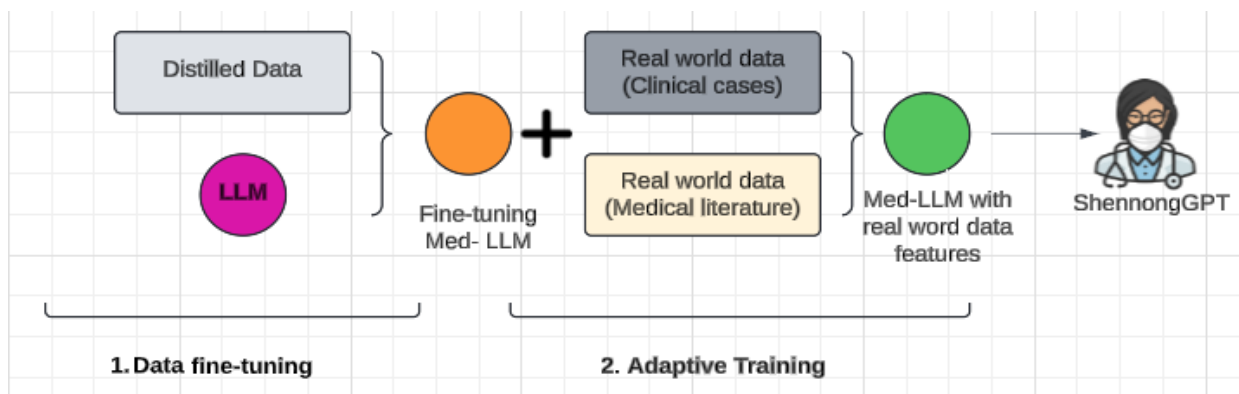 Distilled Data
LLM
Fine-tuning
Med- LLM
Real world data
(Clinical cases)
Real world data
(Medical literature)
Med-LLM with
real word data
features
ShennongGPT
1. Data fine-tuning
2. Adaptive Training